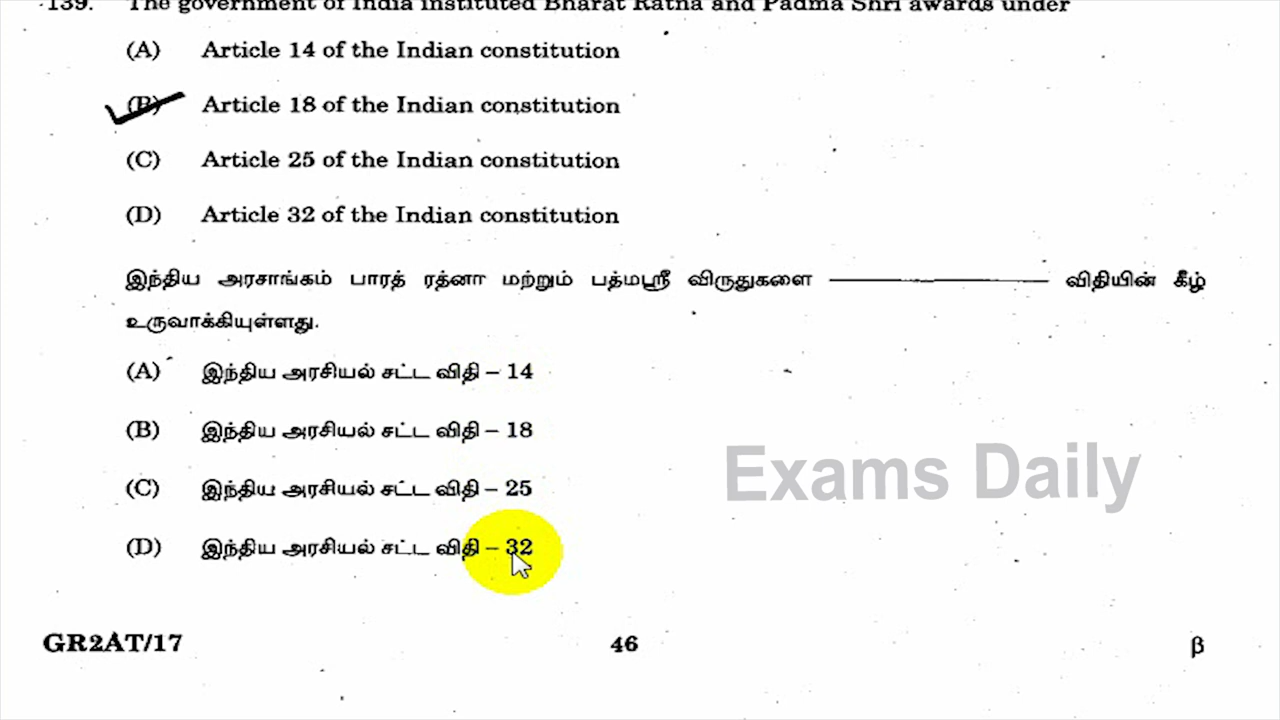 139. The government of India instituted Bharat Ratna and Padma Shri awards under
(A) Article 14 of the Indian constitution
(B) Article 18 of the Indian constitution
(C) Article 25 of the Indian constitution
(D) Article 32 of the Indian constitution
இந்திய அரசாங்கம் பாரத் ரத்னா மற்றும் பத்மஸ்ரீ விருதுகளை ——————— விதியின் கீழ்
உருவாக்கியுள்ளது.
(A) இந்திய அரசியல் சட்ட விதி – 14
(B) இந்திய அரசியல் சட்ட விதி – 18
(C) இந்திய அரசியல் சட்ட விதி – 25
(D) இந்திய அரசியல் சட்ட விதி – 32
Exams Daily
GR2AT/17 46 β